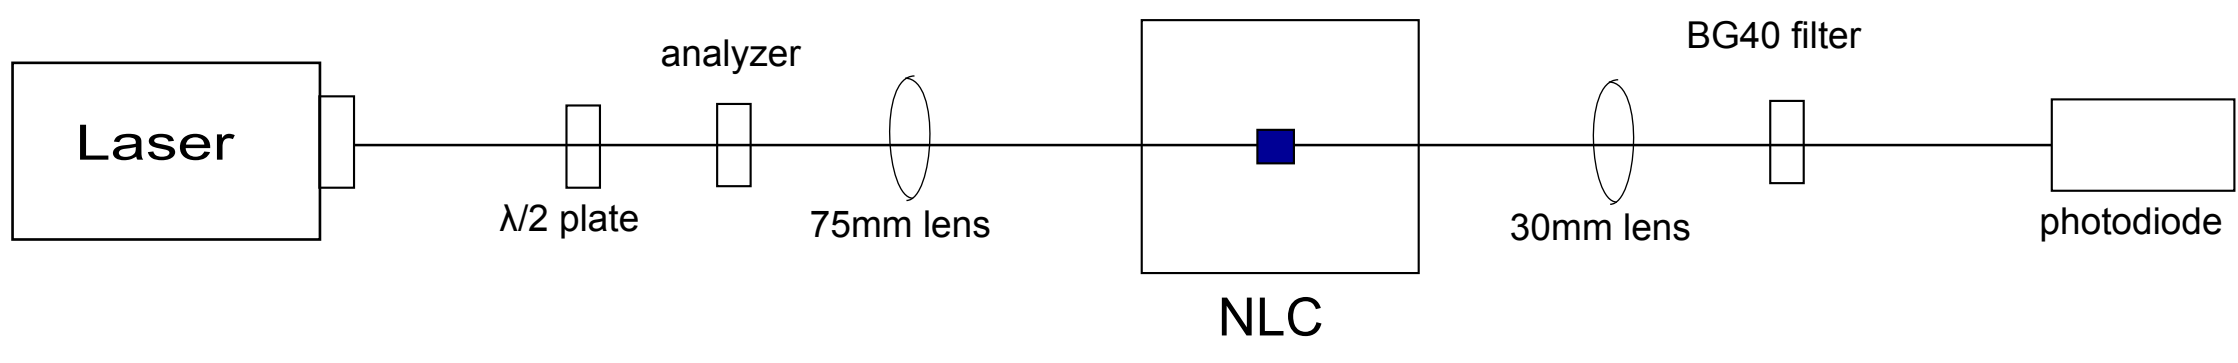 Laser
λ/2 plate
analyzer
75mm lens
NLC
30mm lens
BG40 filter
photodiode